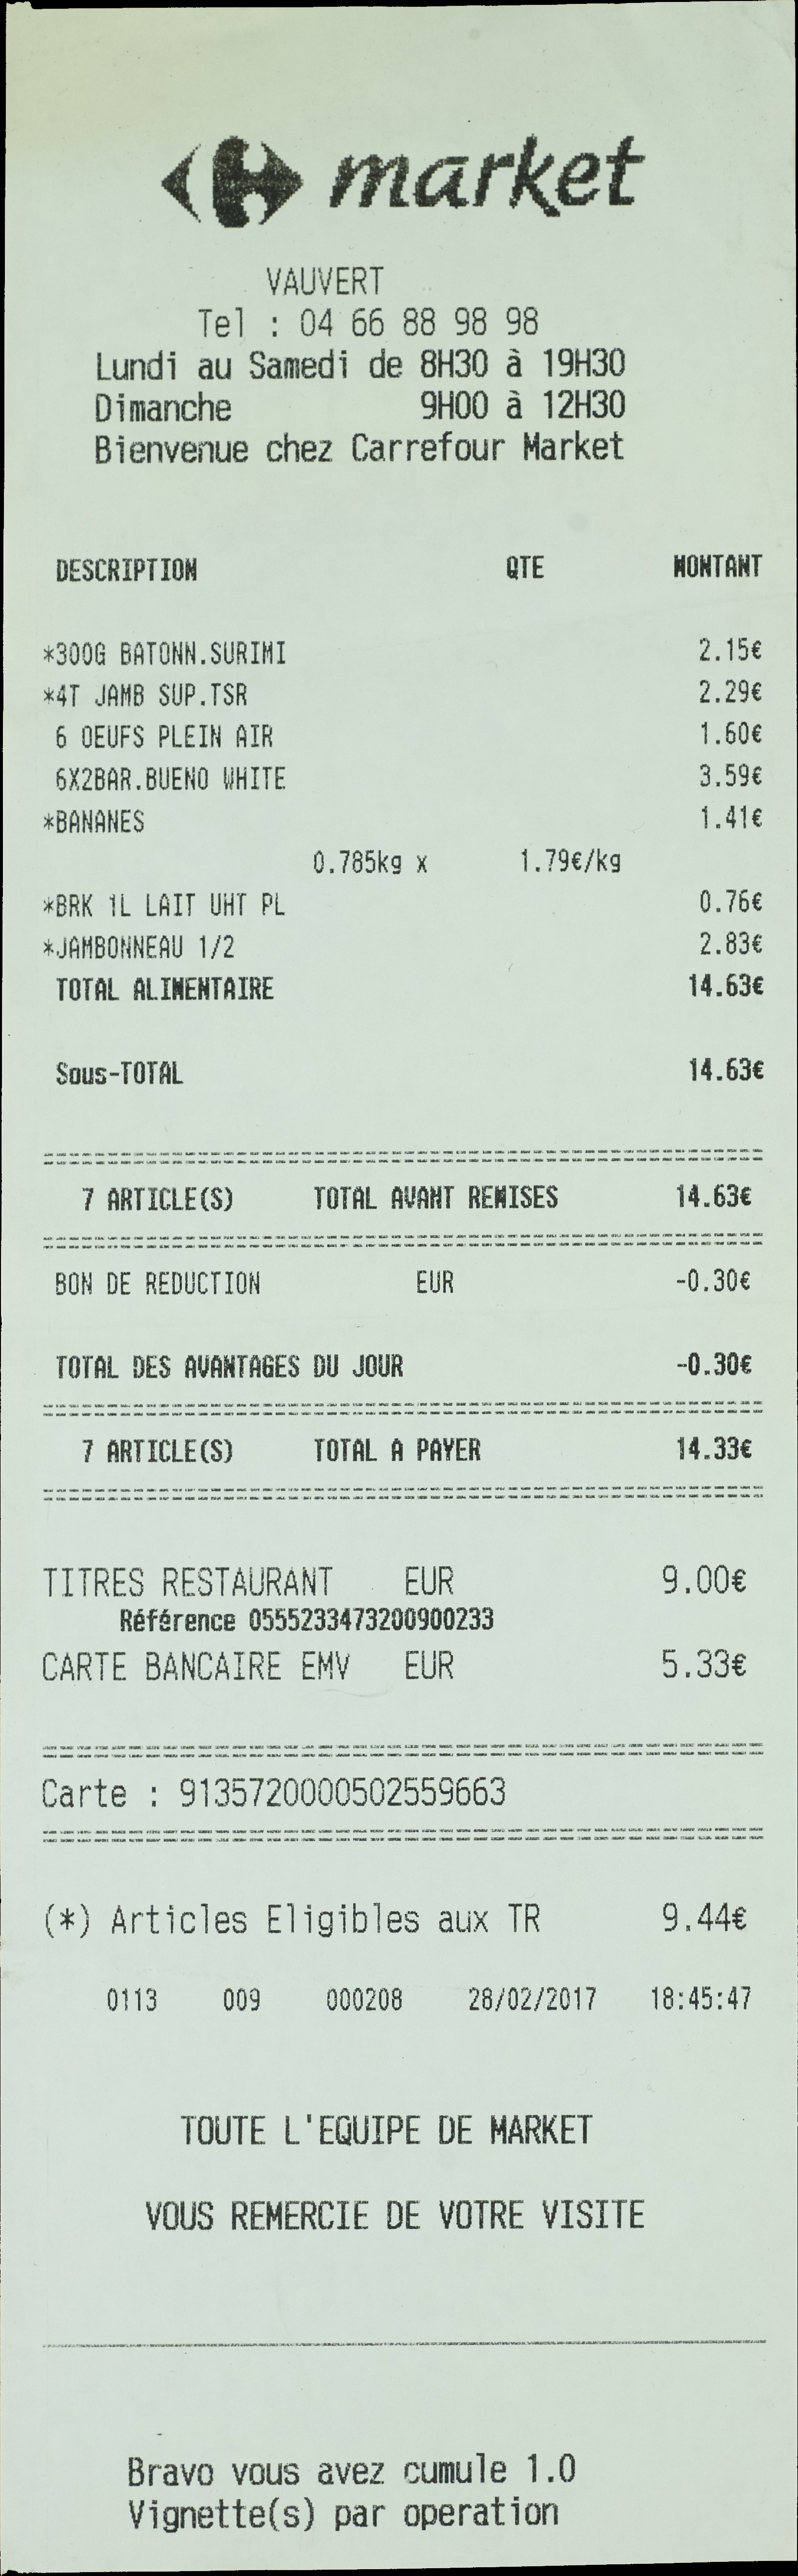 market
VAUVERT
Tel : 04 66 88 98 98
Lundi au Samedi de 8H30 à 19H30
Dimanche 9H00 à 12H30
Bienvenue chez Carrefour Market
DESCRIPTION QTE MONTANT
*300G BATONN.SURIMI 2.15€
*4T JAMB SUP.TSR 2.29€
6 OEUFS PLEIN AIR 1.60€
6X2BAR.BUENO WHITE 3.59€
*BANANES 1.41€
0.785kg x 1.79€/kg
*BRK 1L LAIT UHT PL 0.76€
*JAMBONNEAU 1/2 2.83€
TOTAL ALIMENTAIRE 14.63€
Sous-TOTAL 14.63€
7 ARTICLE(S) TOTAL AVANT REMISES 14.63€
BON DE REDUCTION EUR -0.30€
TOTAL DES AVANTAGES DU JOUR -0.30€
7 ARTICLE(S) TOTAL A PAYER 14.33€
TITRES RESTAURANT EUR 9.00€
Référence 0555233473200900233
CARTE BANCAIRE EMV EUR 5.33€
Carte : 9135720000502559663
(*) Articles Eligibles aux TR 9.44€
0113 009 000208 28/02/2017 18:45:47
TOUTE L'EQUIPE DE MARKET
VOUS REMERCIE DE VOTRE VISITE
Bravo vous avez cumule 1.0
Vignette(s) par operation